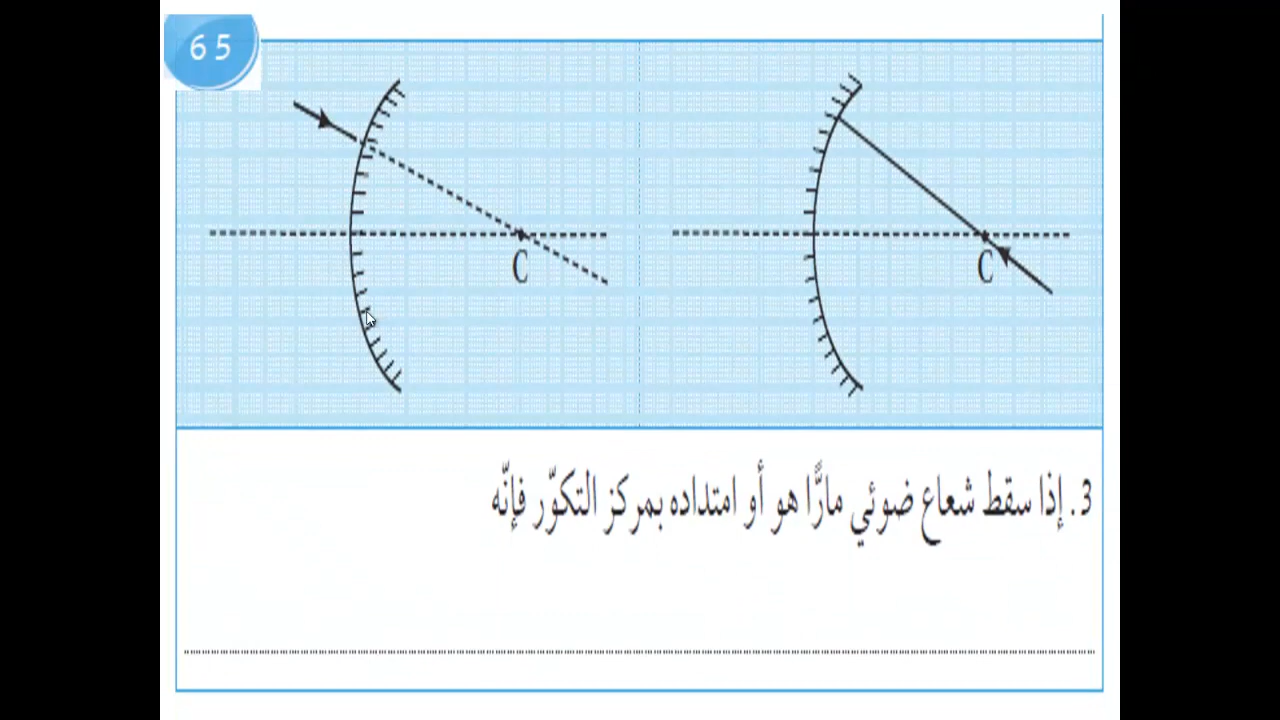 65
C
C
3. إذا سقط شعاع ضوئي مارًّا هو أو امتداده بمركز التكوّر فإنّه